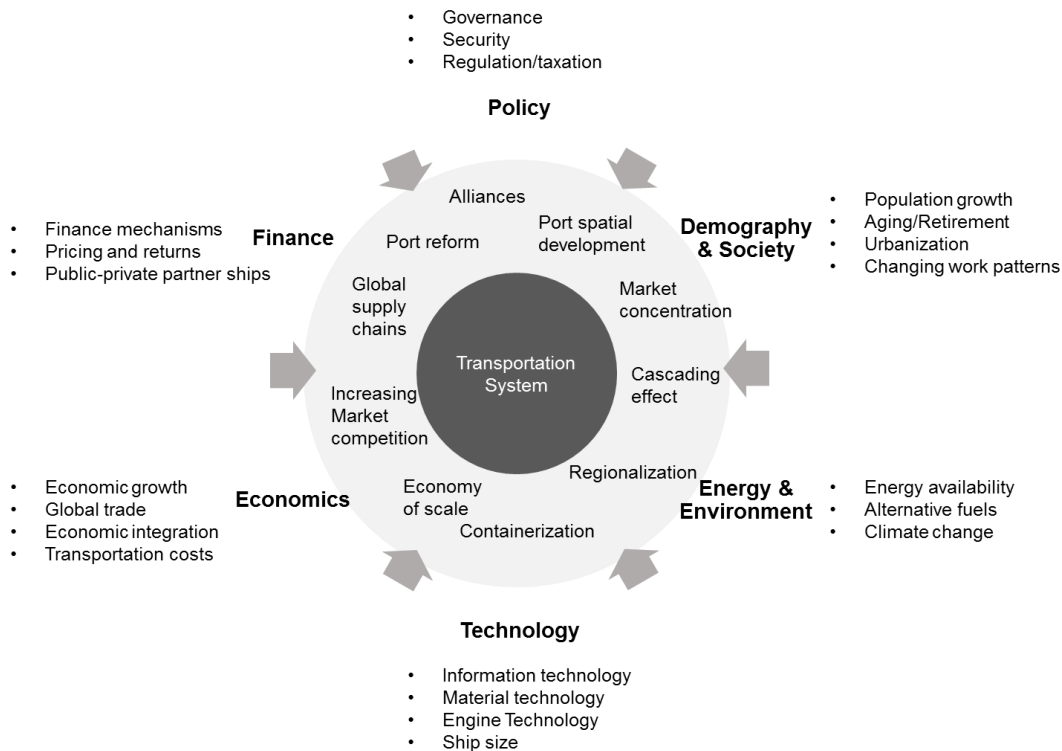 • Governance
• Security
• Regulation/taxation
Policy
Alliances
Port reform
Port spatial
development
Finance
• Finance mechanisms
• Pricing and returns
• Public-private partner ships
Demography
& Society
• Population growth
• Aging/Retirement
• Urbanization
• Changing work patterns
Global
supply
chains
Market
concentration
Transportation
System
Increasing
Market
competition
Cascading
effect
Regionalization
Economy
of scale
Containerization
Economics
• Economic growth
• Global trade
• Economic integration
• Transportation costs
Energy &
Environment
• Energy availability
• Alternative fuels
• Climate change
Technology
• Information technology
• Material technology
• Engine Technology
• Ship size